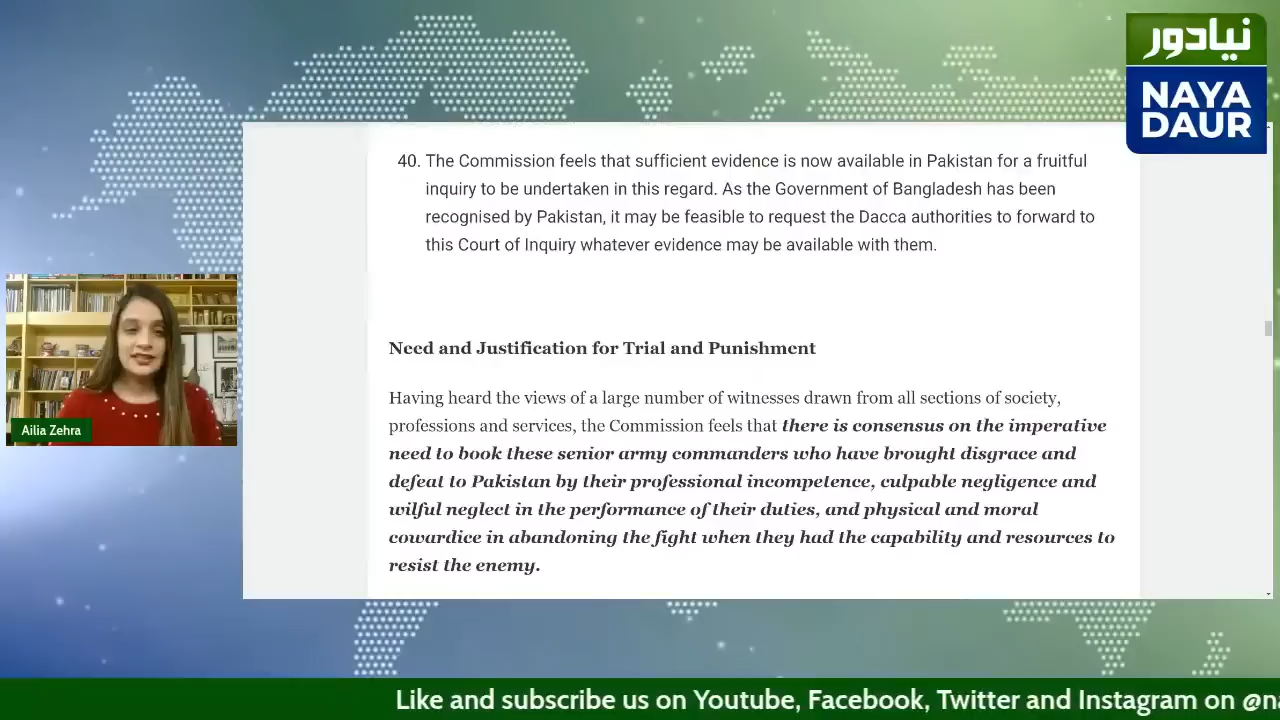 نیادور
NAYA
DAUR
40. The Commission feels that sufficient evidence is now available in Pakistan for a fruitful
inquiry to be undertaken in this regard. As the Government of Bangladesh has been
recognised by Pakistan, it may be feasible to request the Dacca authorities to forward to
this Court of Inquiry whatever evidence may be available with them.
Need and Justification for Trial and Punishment
Having heard the views of a large number of witnesses drawn from all sections of society,
professions and services, the Commission feels that there is consensus on the imperative
need to book these senior army commanders who have brought disgrace and
defeat to Pakistan by their professional incompetence, culpable negligence and
wilful neglect in the performance of their duties, and physical and moral
cowardice in abandoning the fight when they had the capability and resources to
resist the enemy.
Ailia Zehra
Like and subscribe us on Youtube, Facebook, Twitter and Instagram on @na